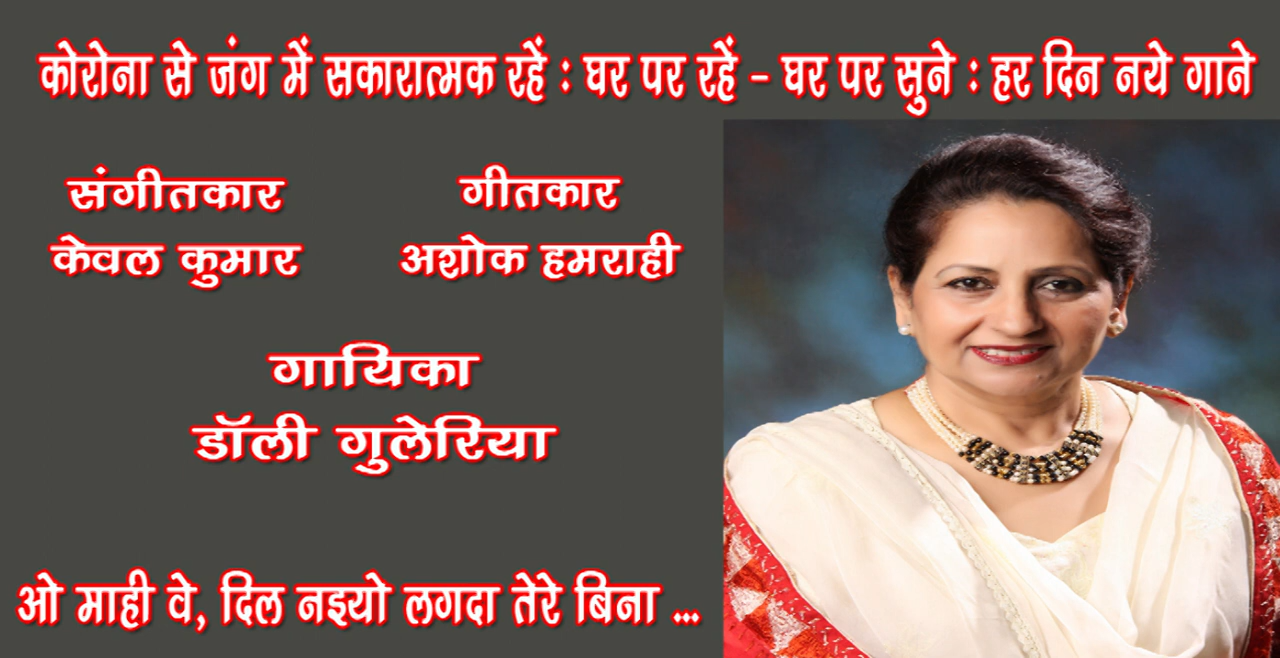 कोरोना से जंग में सकारात्मक रहें : घर पर रहें - घर पर सुने : हर दिन नये गाने
संगीतकार
केवल कुमार
गीतकार
अशोक हमराही
गायिका
डॉली गुलेरिया
ओ माही वे, दिल नइयो लगदा तेरे बिना ...